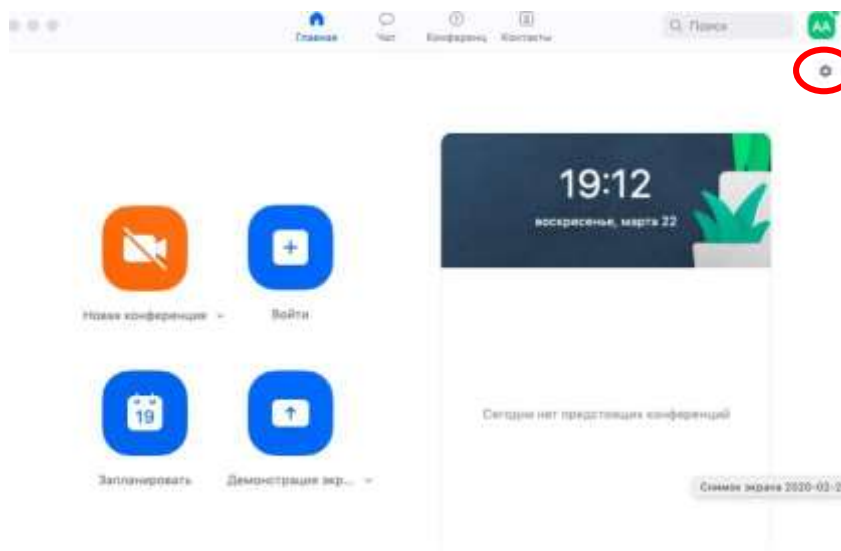 Поиск
AA
Главная
Чат
Конференц
Контакты
19:12
воскресенье, марта 22
Новая конференция
Войти
19
Запланировать
Демонстрация экр...
Сегодня нет предстоящих конференций
Снимок экрана 2020-02-2